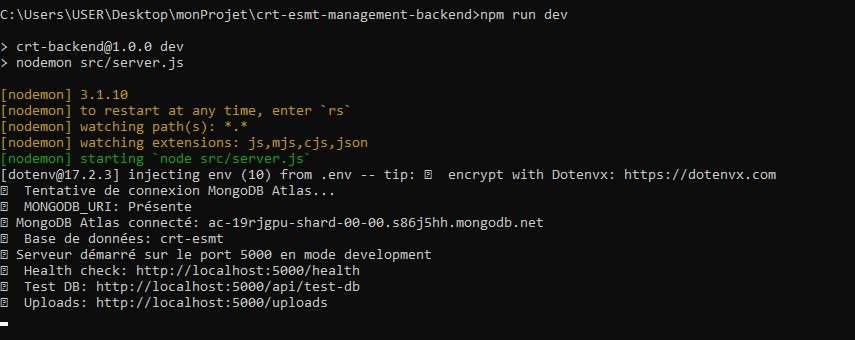 C:\Users\USER\Desktop\monProjet\crt-esmt-management-backend>npm run dev
> crt-backend@1.0.0 dev
> nodemon src/server.js
[nodemon] 3.1.10
[nodemon] to restart at any time, enter `rs`
[nodemon] watching path(s): *.*
[nodemon] watching extensions: js,mjs,cjs,json
[nodemon] starting `node src/server.js`
[dotenv@17.2.3] injecting env (10) from .env -- tip: ⍰  encrypt with Dotenvx: https://dotenvx.com
⍰  Tentative de connexion MongoDB Atlas...
⍰  MONGODB_URI: Présente
⍰ MongoDB Atlas connecté: ac-19rjgpu-shard-00-00.s86j5hh.mongodb.net
⍰  Base de données: crt-esmt
⍰ Serveur démarré sur le port 5000 en mode development
⍰  Health check: http://localhost:5000/health
⍰  Test DB: http://localhost:5000/api/test-db
⍰  Uploads: http://localhost:5000/uploads